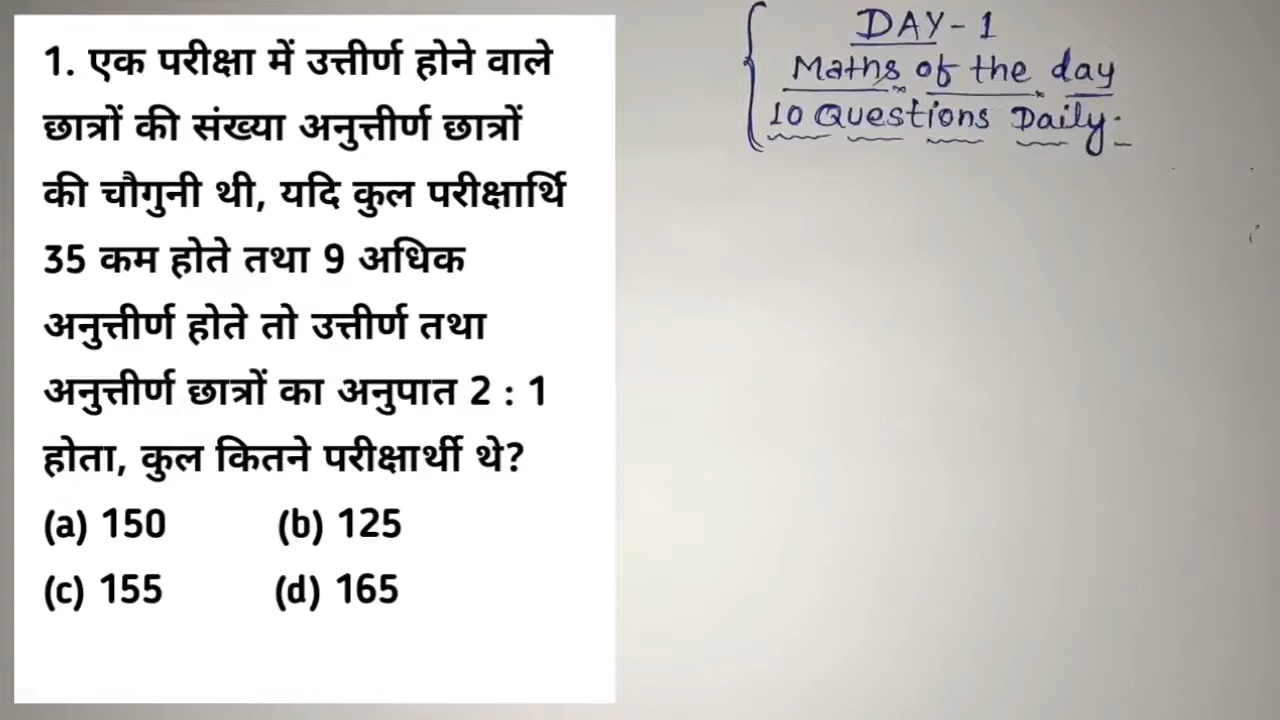 1. एक परीक्षा में उत्तीर्ण होने वाले
छात्रों की संख्या अनुत्तीर्ण छात्रों
की चौगुनी थी, यदि कुल परीक्षार्थि
35 कम होते तथा 9 अधिक
अनुत्तीर्ण होते तो उत्तीर्ण तथा
अनुत्तीर्ण छात्रों का अनुपात 2 : 1
होता, कुल कितने परीक्षार्थी थे?
(a) 150 (b) 125
(c) 155 (d) 165
DAY - 1
Maths of the day
10 Questions Daily.